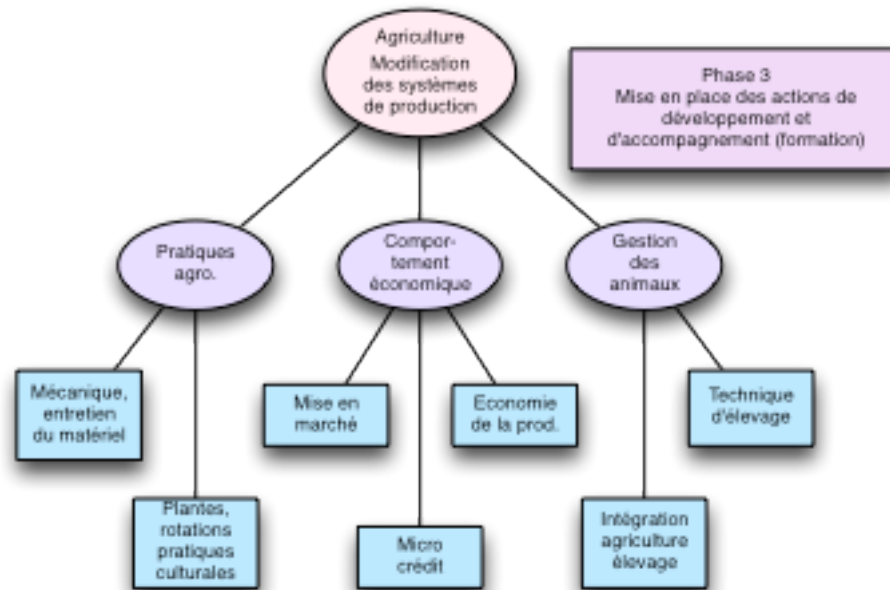 Agriculture
Modification
des systèmes
de production
Phase 3
Mise en place des actions de
développement et
d'accompagnement (formation)
Pratiques
agro.
Compor-
tement
économique
Gestion
des
animaux
Mécanique,
entretien
du matériel
Mise en
marché
Economie
de la prod.
Technique
d'élevage
Plantes,
rotations
pratiques
culturales
Micro
crédit
Intégration
agriculture
élevage